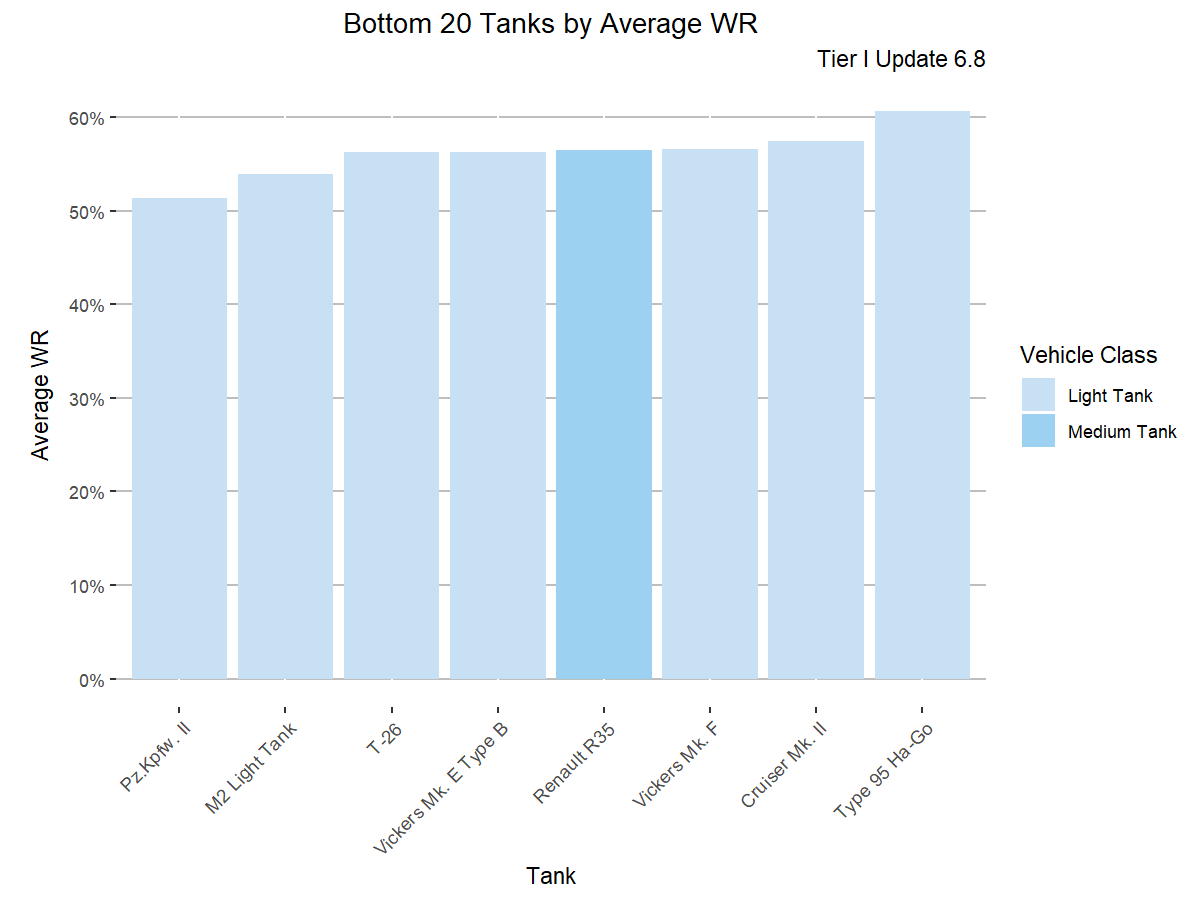 Bottom 20 Tanks by Average WR
Tier I Update 6.8
Average WR
60%
50%
40%
30%
20%
10%
0%
Pz.Kpfw. II
M2 Light Tank
T-26
Vickers Mk. E Type B
Renault R35
Vickers Mk. F
Cruiser Mk. II
Type 95 Ha-Go
Tank
Vehicle Class
Light Tank
Medium Tank